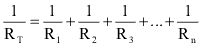 1/R_T = 1/R_1 + 1/R_2 + 1/R_3 + ... + 1/R_n